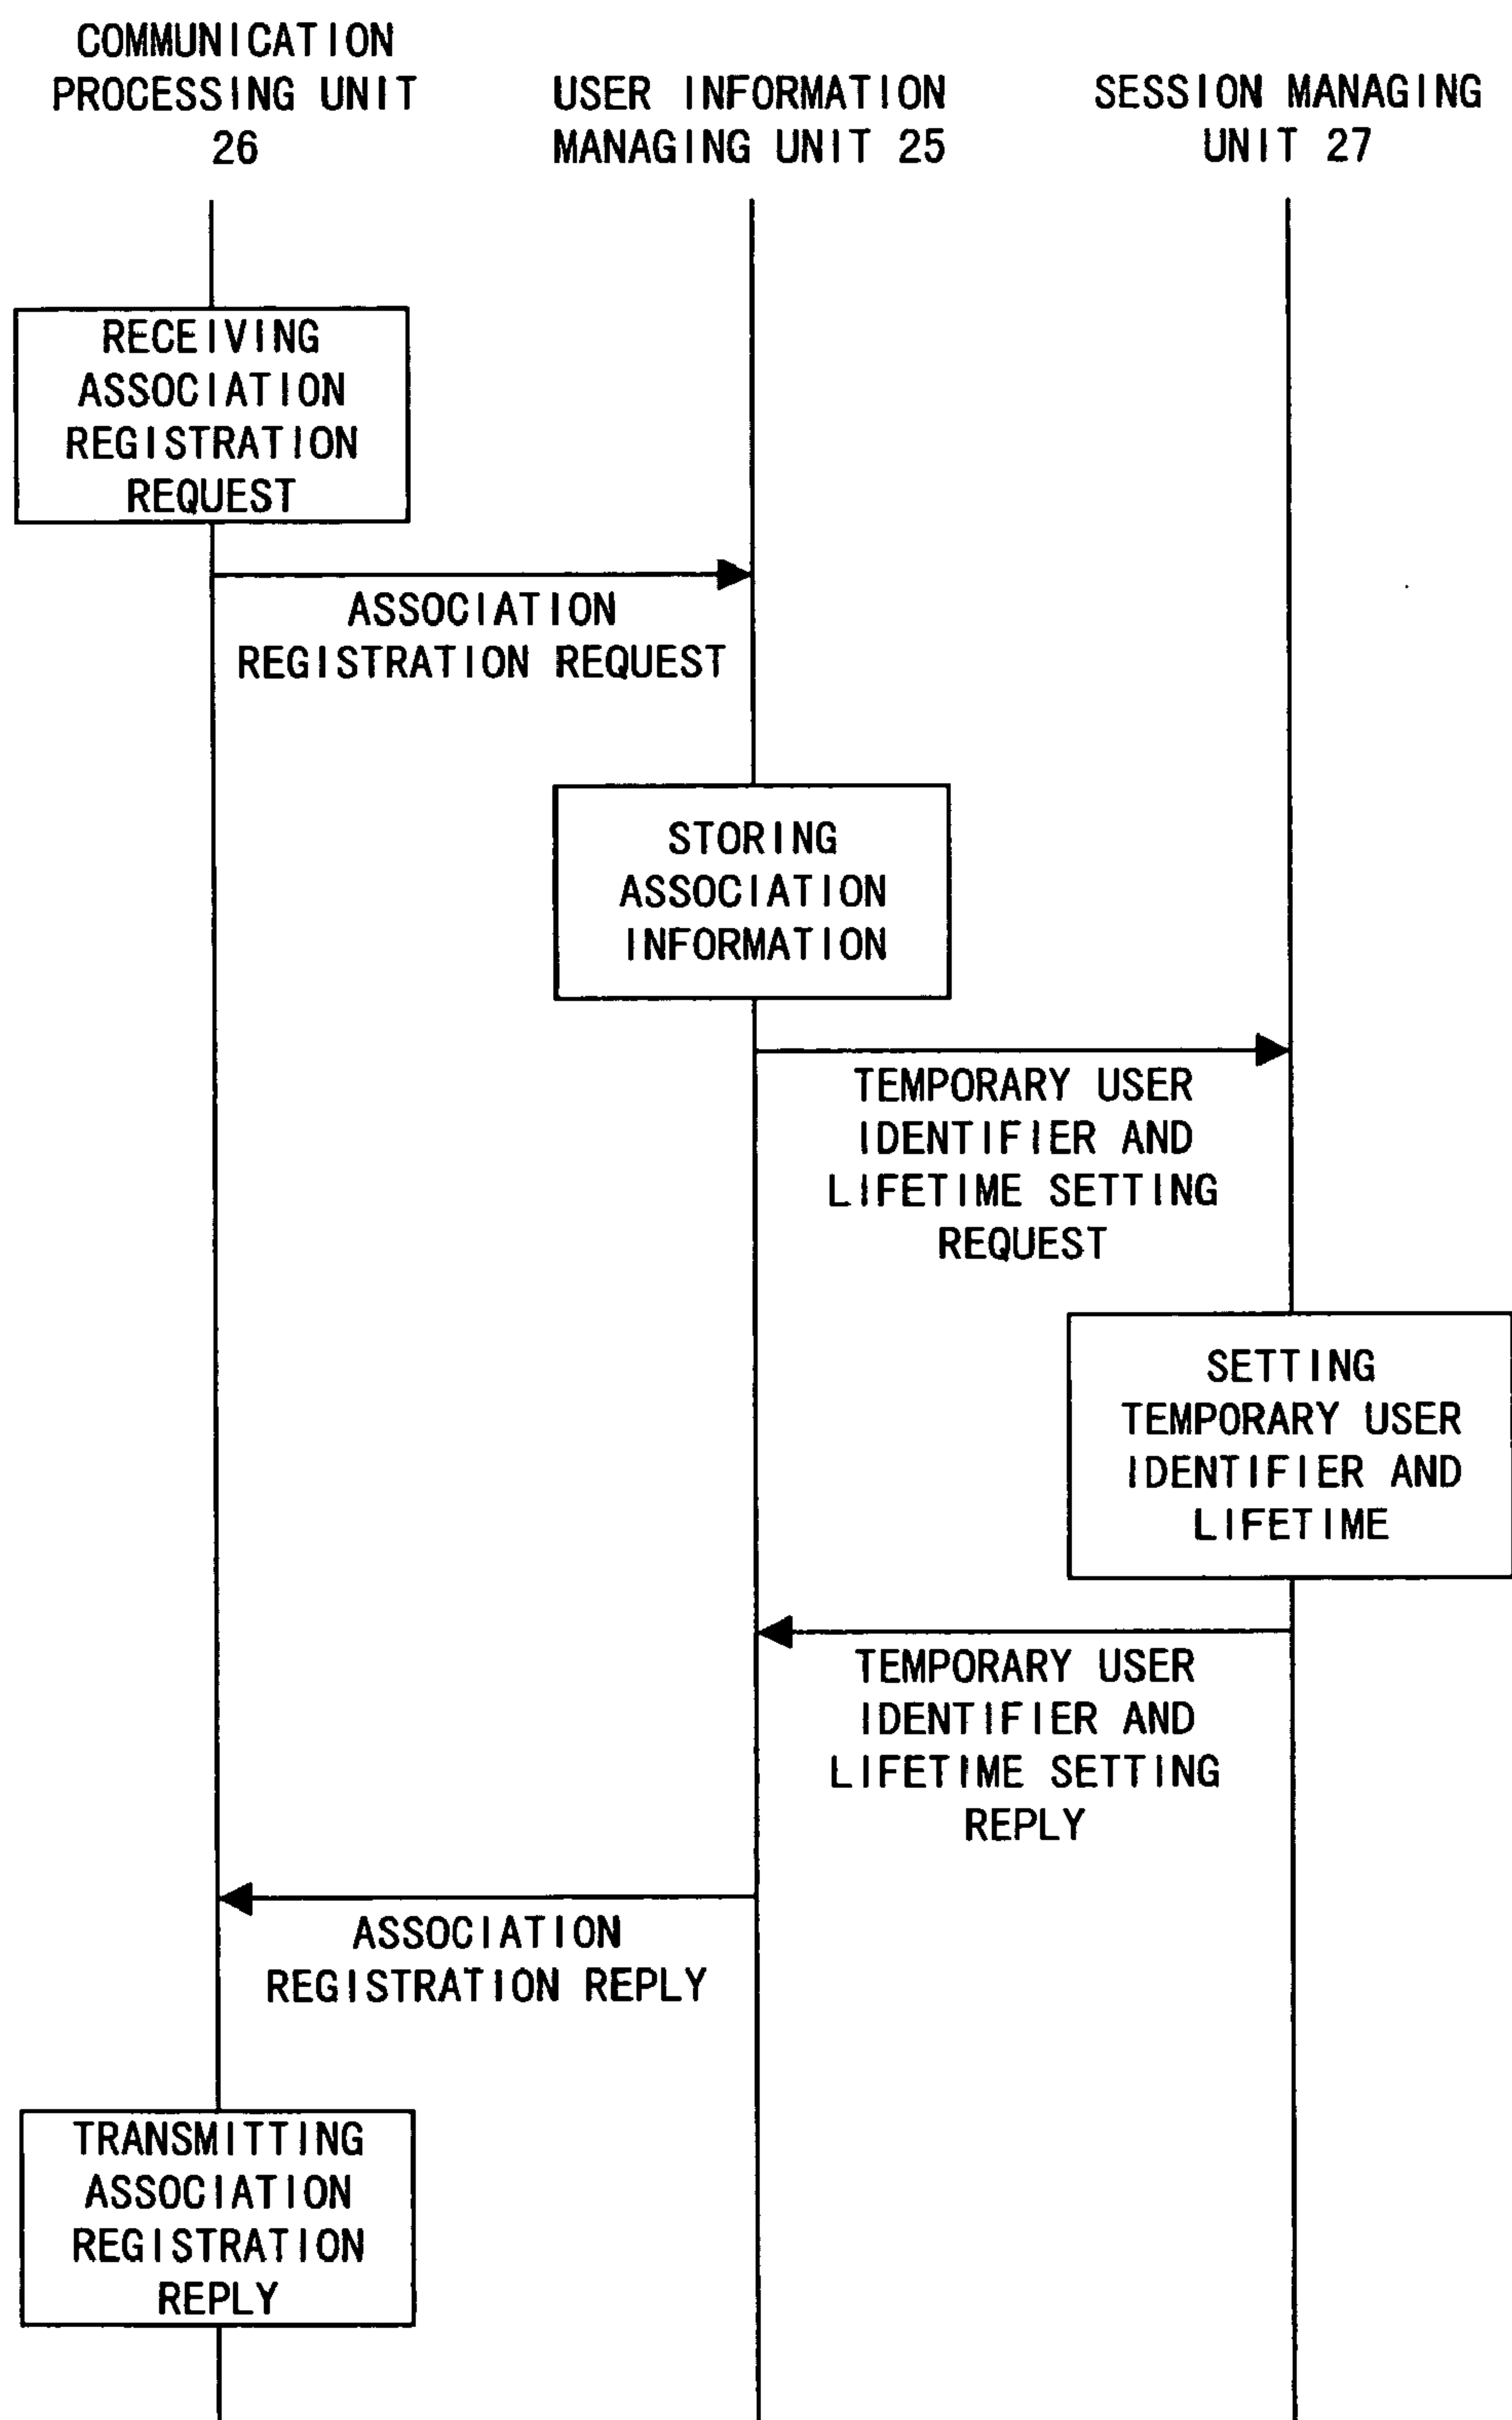 COMMUNICATION
PROCESSING UNIT
26
USER INFORMATION
MANAGING UNIT 25
SESSION MANAGING
UNIT 27
RECEIVING
ASSOCIATION
REGISTRATION
REQUEST
ASSOCIATION
REGISTRATION REQUEST
STORING
ASSOCIATION
INFORMATION
TEMPORARY USER
IDENTIFIER AND
LIFETIME SETTING
REQUEST
SETTING
TEMPORARY USER
IDENTIFIER AND
LIFETIME
TEMPORARY USER
IDENTIFIER AND
LIFETIME SETTING
REPLY
ASSOCIATION
REGISTRATION REPLY
TRANSMITTING
ASSOCIATION
REGISTRATION
REPLY